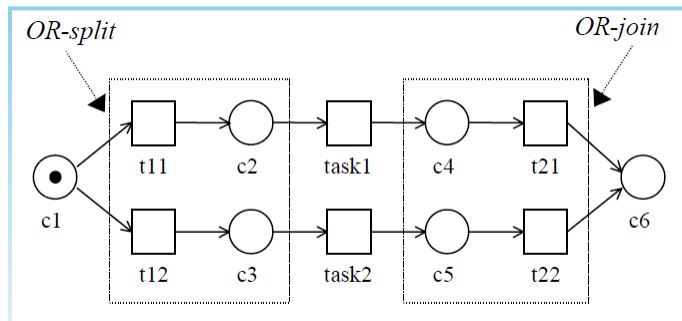 OR-split
OR-join
t11
c2
task1
c4
t21
c1
c6
t12
c3
task2
c5
t22